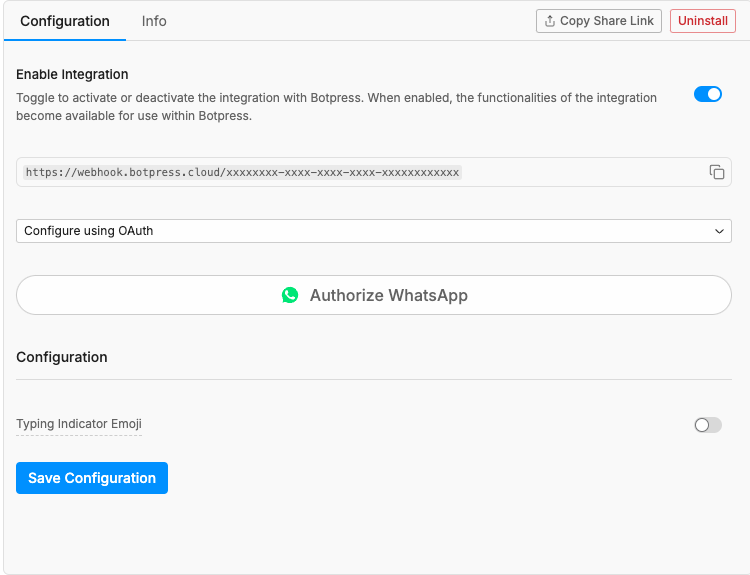 Configuration
Info
Copy Share Link
Uninstall
Enable Integration
Toggle to activate or deactivate the integration with Botpress. When enabled, the functionalities of the integration
become available for use within Botpress.
https://webhook.botpress.cloud/xxxxxxxx-xxxx-xxxx-xxxx-xxxxxxxxxxxx
Configure using OAuth
Authorize WhatsApp
Configuration
Typing Indicator Emoji
Save Configuration